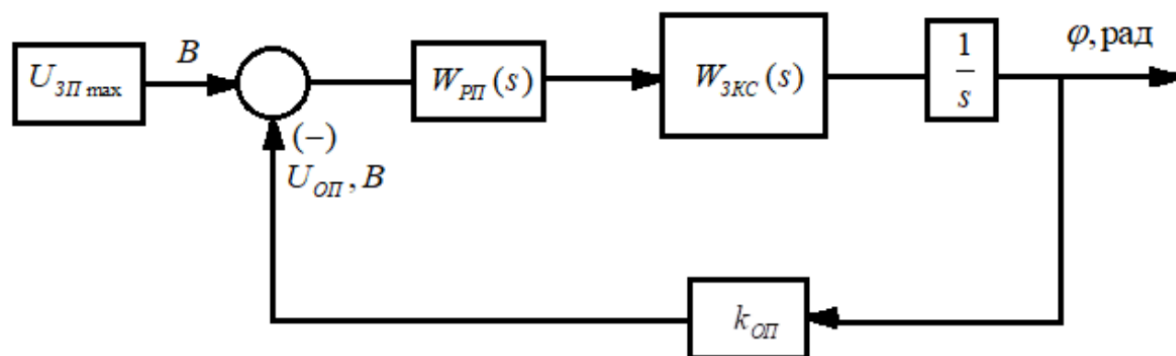 U_{ЗП max}
В
W_{РП}(s)
W_{ЗКС}(s)
1/s
φ, рад
(−)
U_{ОП}, В
k_{ОП}